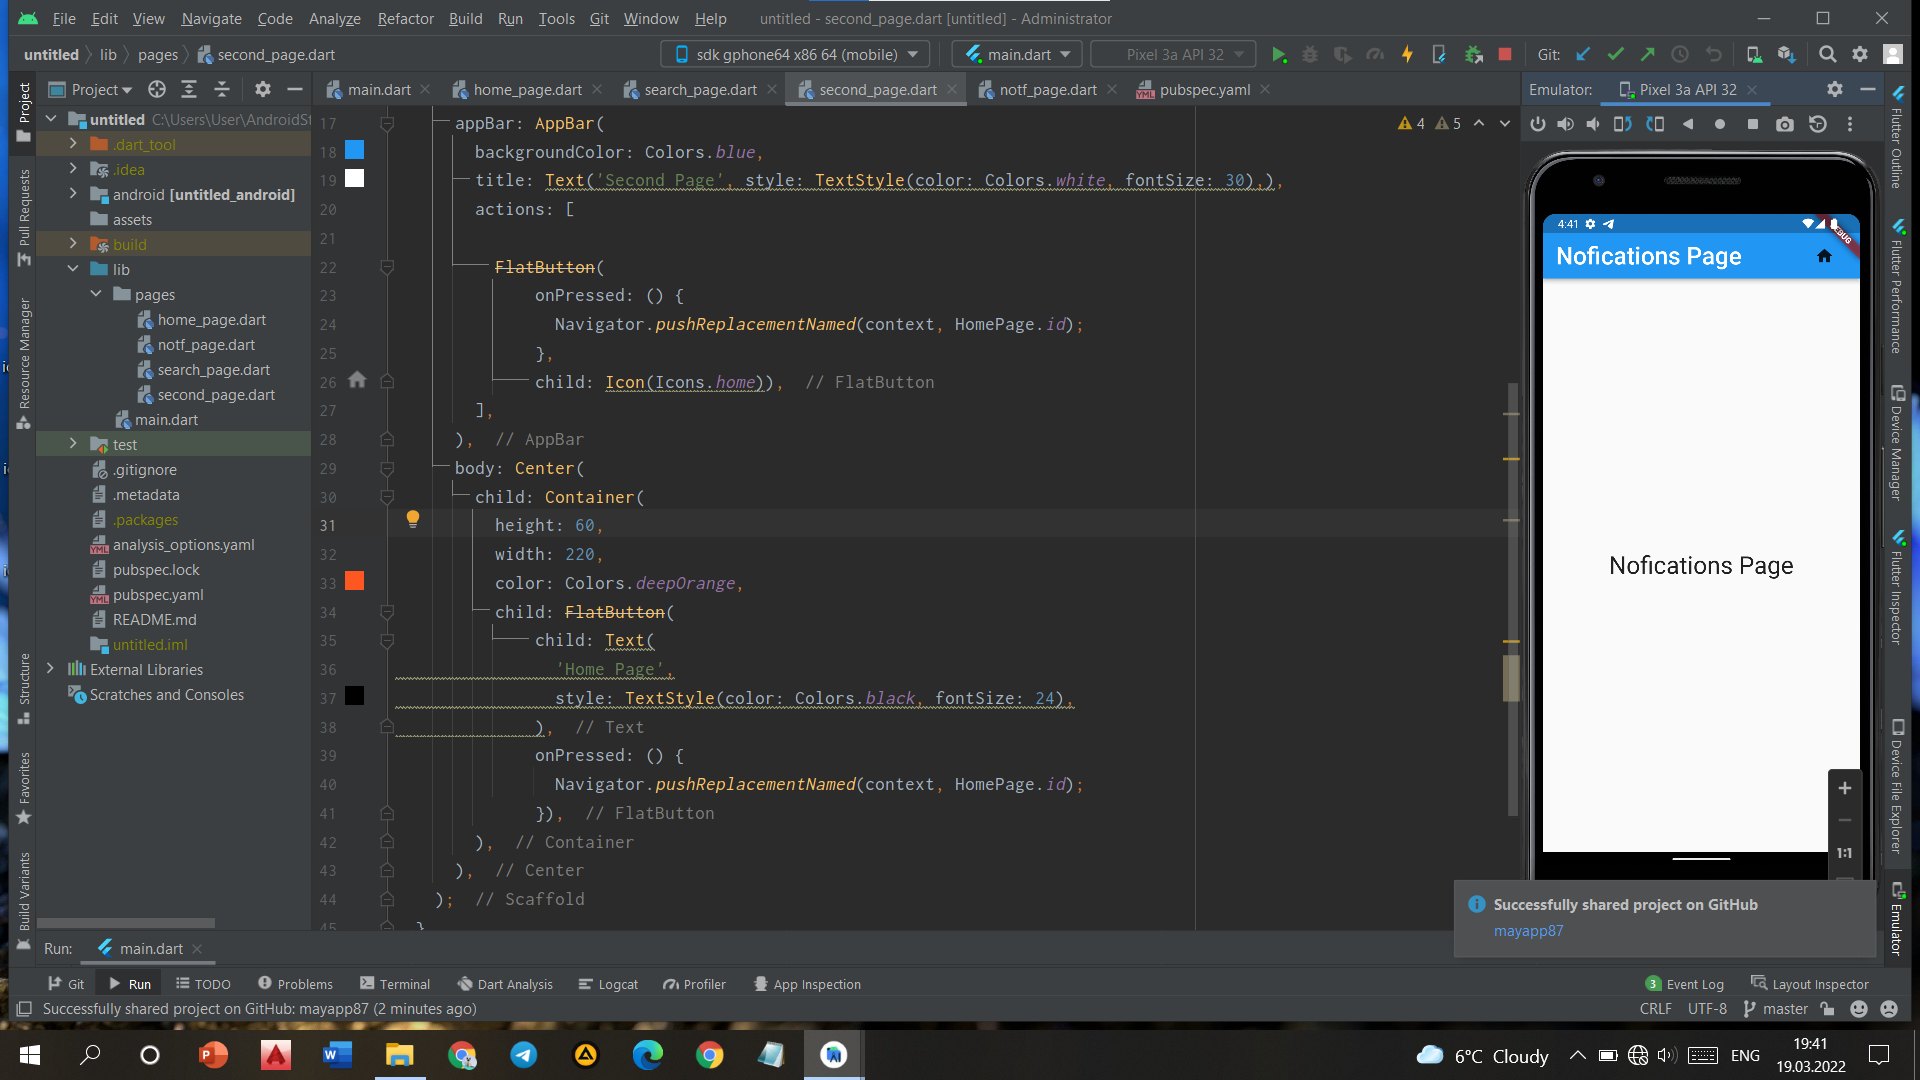 File Edit View Navigate Code Analyze Refactor Build Run Tools Git Window Help untitled - second_page.dart [untitled] - Administrator
untitled lib pages second_page.dart sdk gphone64 x86 64 (mobile) main.dart Pixel 3a API 32 Git:
Project main.dart home_page.dart search_page.dart second_page.dart notf_page.dart pubspec.yaml Emulator: Pixel 3a API 32
Project
Pull Requests
Resource Manager
Structure
Favorites
Build Variants
untitled C:\Users\User\AndroidSt
.dart_tool
.idea
android [untitled_android]
assets
build
lib
pages
home_page.dart
notf_page.dart
search_page.dart
second_page.dart
main.dart
test
.gitignore
.metadata
.packages
analysis_options.yaml
pubspec.lock
pubspec.yaml
README.md
untitled.iml
External Libraries
Scratches and Consoles
17 appBar: AppBar(
18 backgroundColor: Colors.blue,
19 title: Text('Second Page', style: TextStyle(color: Colors.white, fontSize: 30),),
20 actions: [
21
22 FlatButton(
23 onPressed: () {
24 Navigator.pushReplacementNamed(context, HomePage.id);
25 },
26 child: Icon(Icons.home)), // FlatButton
27 ],
28 ), // AppBar
29 body: Center(
30 child: Container(
31 height: 60,
32 width: 220,
33 color: Colors.deepOrange,
34 child: FlatButton(
35 child: Text(
36 'Home Page',
37 style: TextStyle(color: Colors.black, fontSize: 24),
38 ), // Text
39 onPressed: () {
40 Navigator.pushReplacementNamed(context, HomePage.id);
41 }), // FlatButton
42 ), // Container
43 ), // Center
44 ); // Scaffold
45 }
4 5
4:41
DEBUG
Nofications Page
Nofications Page
1:1
Flutter Outline
Flutter Performance
Device Manager
Flutter Inspector
Device File Explorer
Emulator
Successfully shared project on GitHub
mayapp87
Run: main.dart
Git Run TODO Problems Terminal Dart Analysis Logcat Profiler App Inspection 3 Event Log Layout Inspector
Successfully shared project on GitHub: mayapp87 (2 minutes ago) CRLF UTF-8 master
6°C Cloudy ENG 19:41
19.03.2022